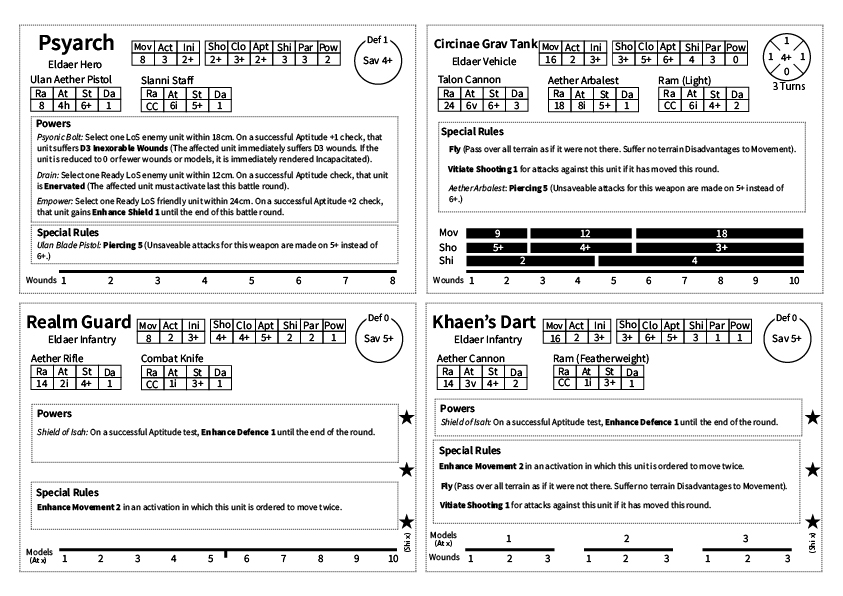 Psyarch
Eldaer Hero
Mov Act Ini Sho Clo Apt Shi Par Pow
8 3 2+ 2+ 3+ 2+ 3 3 2
Def 1
Sav 4+
Ulan Aether Pistol
Ra At St Da
8 4h 6+ 1
Slanni Staff
Ra At St Da
CC 6i 5+ 1
Powers
Psyonic Bolt: Select one LoS enemy unit within 18cm. On a successful Aptitude +1 check, that
unit suffers D3 Inexorable Wounds (The affected unit immediately suffers D3 wounds. If the
unit is reduced to 0 or fewer wounds or models, it is immediately rendered Incapacitated).
Drain: Select one Ready LoS enemy unit within 12cm. On a successful Aptitude check, that unit
is Enervated (The affected unit must activate last this battle round).
Empower: Select one Ready LoS friendly unit within 24cm. On a successful Aptitude +2 check,
that unit gains Enhance Shield 1 until the end of this battle round.
Special Rules
Ulan Blade Pistol: Piercing 5 (Unsaveable attacks for this weapon are made on 5+ instead of
6+.)
Wounds 1 2 3 4 5 6 7 8
Circinae Grav Tank
Eldaer Vehicle
Mov Act Ini Sho Clo Apt Shi Par Pow
16 2 3+ 3+ 5+ 6+ 4 3 0
1
1 4+ 1
0
3 Turns
Talon Cannon
Ra At St Da
24 6v 6+ 3
Aether Arbalest
Ra At St Da
18 8i 5+ 1
Ram (Light)
Ra At St Da
CC 6i 4+ 2
Special Rules
Fly (Pass over all terrain as if it were not there. Suffer no terrain Disadvantages to Movement).
Vitiate Shooting 1 for attacks against this unit if it has moved this round.
Aether Arbalest: Piercing 5 (Unsaveable attacks for this weapon are made on 5+ instead of
6+.)
Mov 9 12 18
Sho 5+ 4+ 3+
Shi 2 4
Wounds 1 2 3 4 5 6 7 8 9 10
Realm Guard
Eldaer Infantry
Mov Act Ini Sho Clo Apt Shi Par Pow
8 2 3+ 4+ 4+ 5+ 2 2 1
Def 0
Sav 5+
Aether Rifle
Ra At St Da
14 2i 4+ 1
Combat Knife
Ra At St Da
CC 1i 3+ 1
Powers
Shield of Isah: On a successful Aptitude test, Enhance Defence 1 until the end of the round.
Special Rules
Enhance Movement 2 in an activation in which this unit is ordered to move twice.
(Shi x)
Models
(At x)
1 2 3 4 5 6 7 8 9 10
Khaen's Dart
Eldaer Infantry
Mov Act Ini Sho Clo Apt Shi Par Pow
16 2 3+ 3+ 6+ 5+ 3 1 1
Def 0
Sav 5+
Aether Cannon
Ra At St Da
14 3v 4+ 2
Ram (Featherweight)
Ra At St Da
CC 1i 3+ 1
Powers
Shield of Isah: On a successful Aptitude test, Enhance Defence 1 until the end of the round.
Special Rules
Enhance Movement 2 in an activation in which this unit is ordered to move twice.
Fly (Pass over all terrain as if it were not there. Suffer no terrain Disadvantages to Movement).
Vitiate Shooting 1 for attacks against this unit if it has moved this round.
(Shi x)
Models
(At x)
1 2 3
Wounds 1 2 3 1 2 3 1 2 3